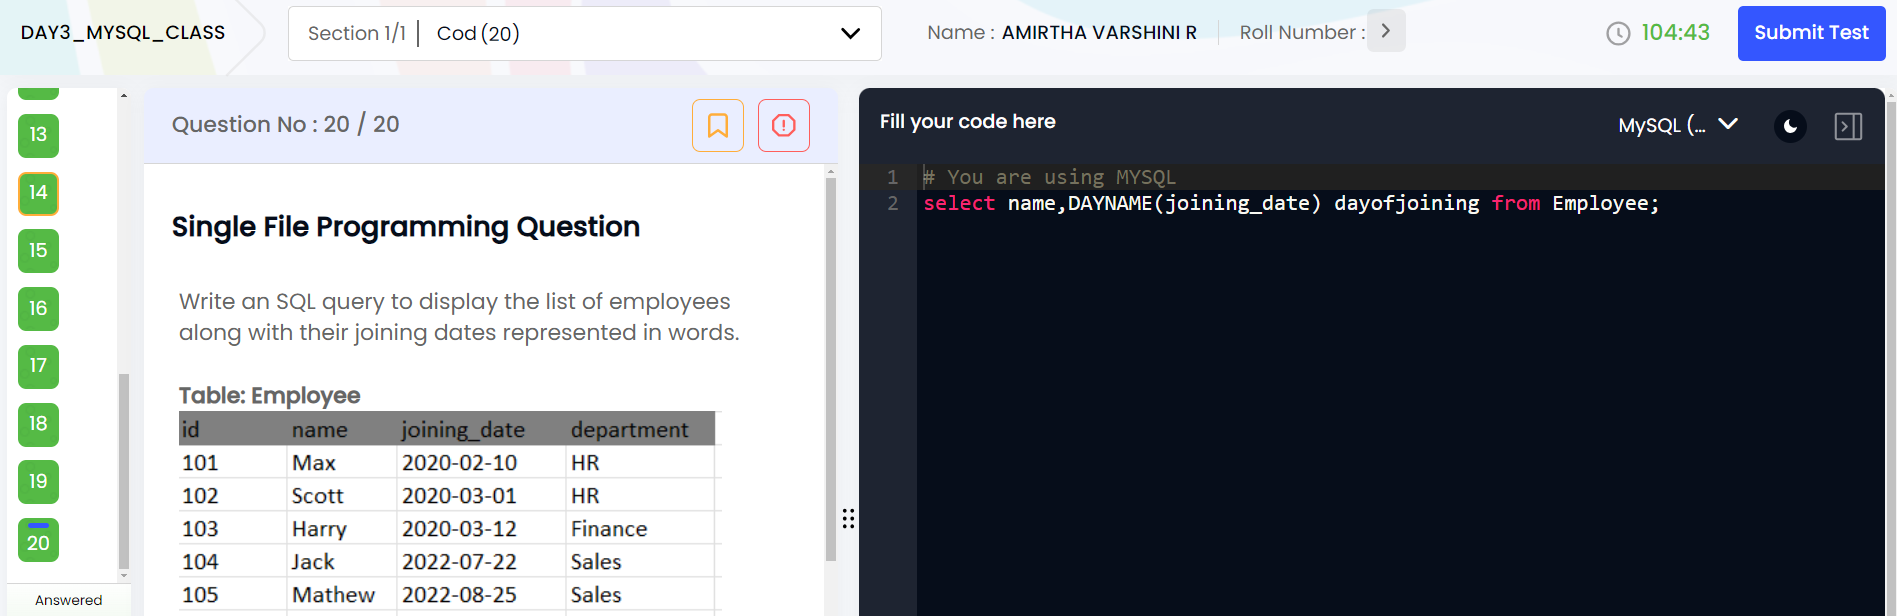 DAY3_MYSQL_CLASS
Section 1/1 | Cod (20)
Name : AMIRTHA VARSHINI R
Roll Number :
104:43
Submit Test
13
14
15
16
17
18
19
20
Answered
Question No : 20 / 20
Single File Programming Question
Write an SQL query to display the list of employees
along with their joining dates represented in words.
Table: Employee
id name joining_date department
101 Max 2020-02-10 HR
102 Scott 2020-03-01 HR
103 Harry 2020-03-12 Finance
104 Jack 2022-07-22 Sales
105 Mathew 2022-08-25 Sales
Fill your code here
MySQL (...
1 # You are using MYSQL
2 select name,DAYNAME(joining_date) dayofjoining from Employee;